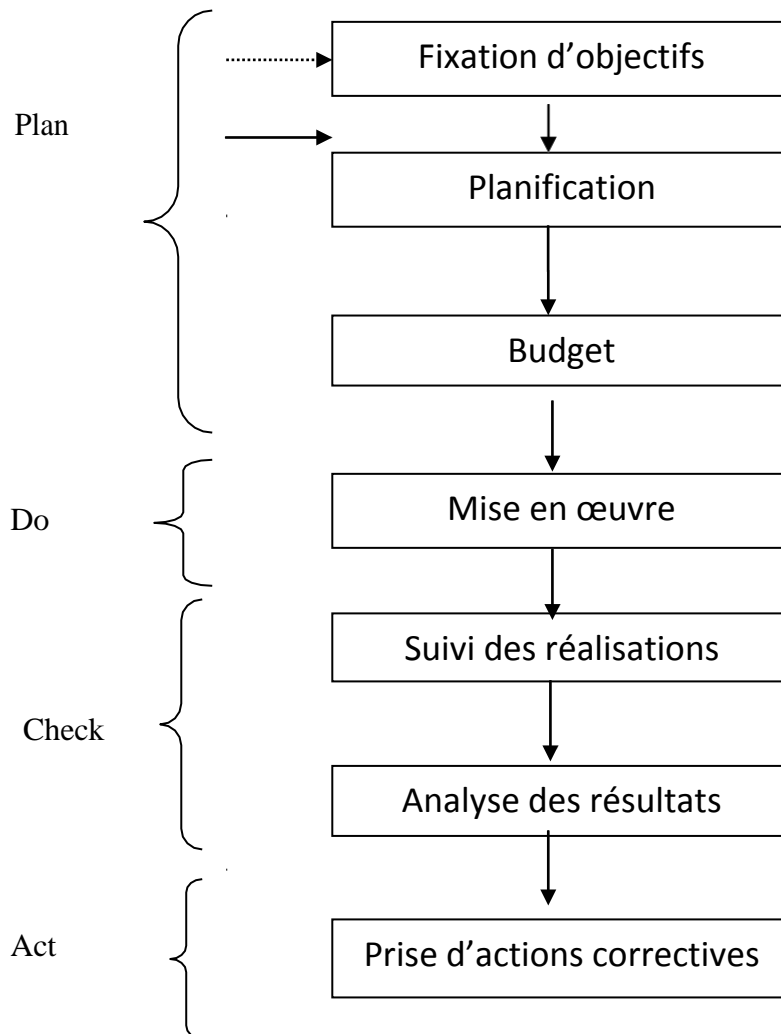 Fixation d’objectifs
Plan
Planification
Budget
Do
Mise en œuvre
Suivi des réalisations
Check
Analyse des résultats
Act
Prise d’actions correctives